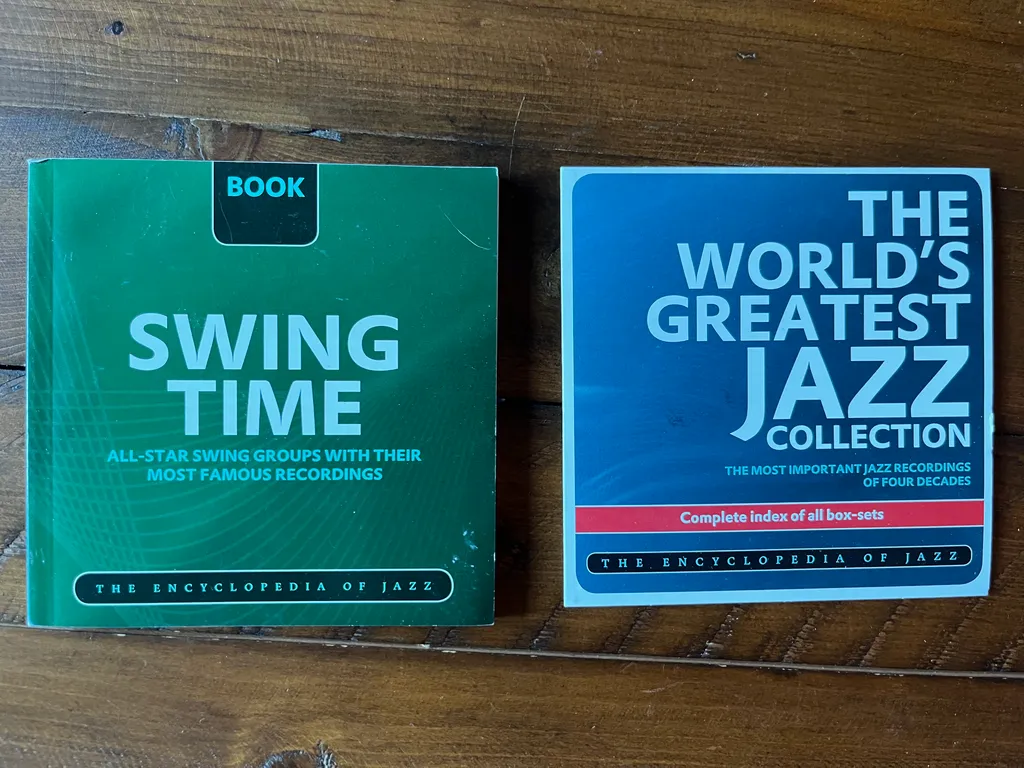 BOOK
SWING
TIME
ALL-STAR SWING GROUPS WITH THEIR
MOST FAMOUS RECORDINGS
THE ENCYCLOPEDIA OF JAZZ
THE
WORLD'S
GREATEST
JAZZ
COLLECTION
THE MOST IMPORTANT JAZZ RECORDINGS
OF FOUR DECADES
Complete index of all box-sets
THE ENCYCLOPEDIA OF JAZZ